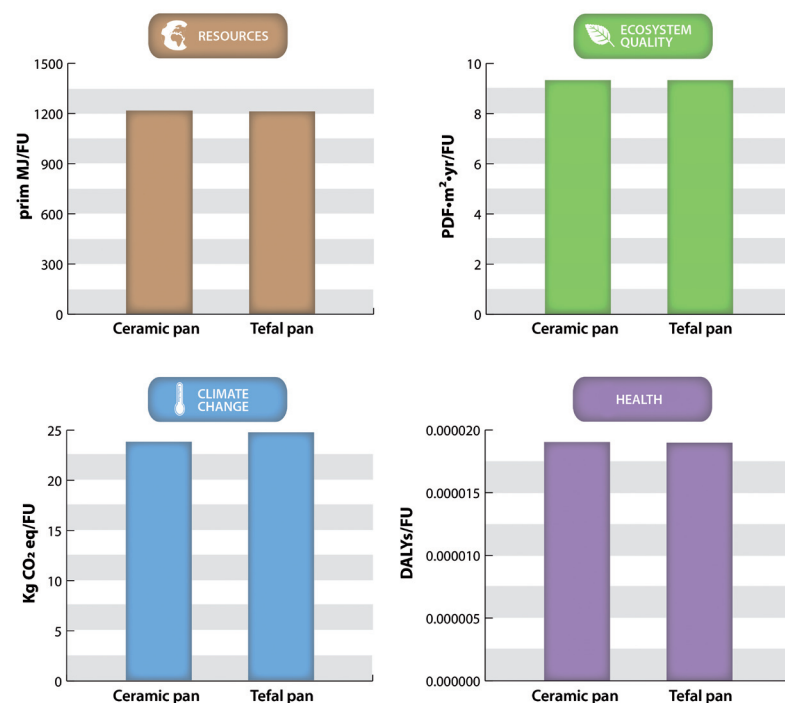 RESOURCES
prim MJ/FU
1500
1200
900
600
300
0
Ceramic pan
Tefal pan
ECOSYSTEM
QUALITY
PDF•m²•yr/FU
10
8
6
4
2
0
Ceramic pan
Tefal pan
CLIMATE
CHANGE
Kg CO₂ eq/FU
25
20
15
10
25
5
0
Ceramic pan
Tefal pan
HEALTH
DALYs/FU
0.000020
0.000015
0.000010
0.000005
0.000000
Ceramic pan
Tefal pan